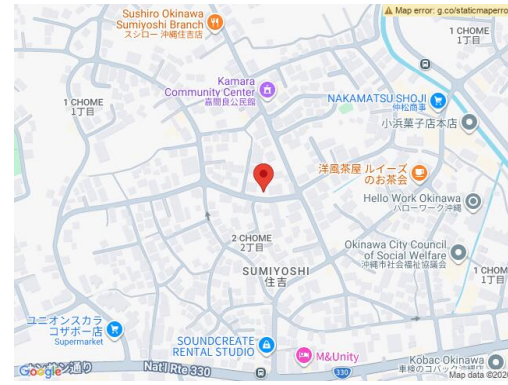 Sushiro Okinawa
Sumiyoshi Branch
スシロー 沖縄住吉店
Map error: g.co/staticmaperro
1 CHOME
1丁目
Kamara
Community Center
嘉間良公民館
1 CHOME
1丁目
NAKAMATSU SHOJI
仲松商事
小浜菓子店本店
洋風茶屋 ルイーズ
のお茶会
Hello Work Okinawa
ハローワーク沖縄
2 CHOME
2丁目
Okinawa City Council
of Social Welfare
沖縄市社会福祉協議会
SUMIYOSHI
住吉
1 CHOM
1丁目
ユニオンスカラ
コザボー店
Supermarket
SOUNDCREATE
RENTAL STUDIO
M&Unity
Kobac Okinawa
車検のコバック沖縄店
Google
Nat'l Rte 330
330
Map data ©202